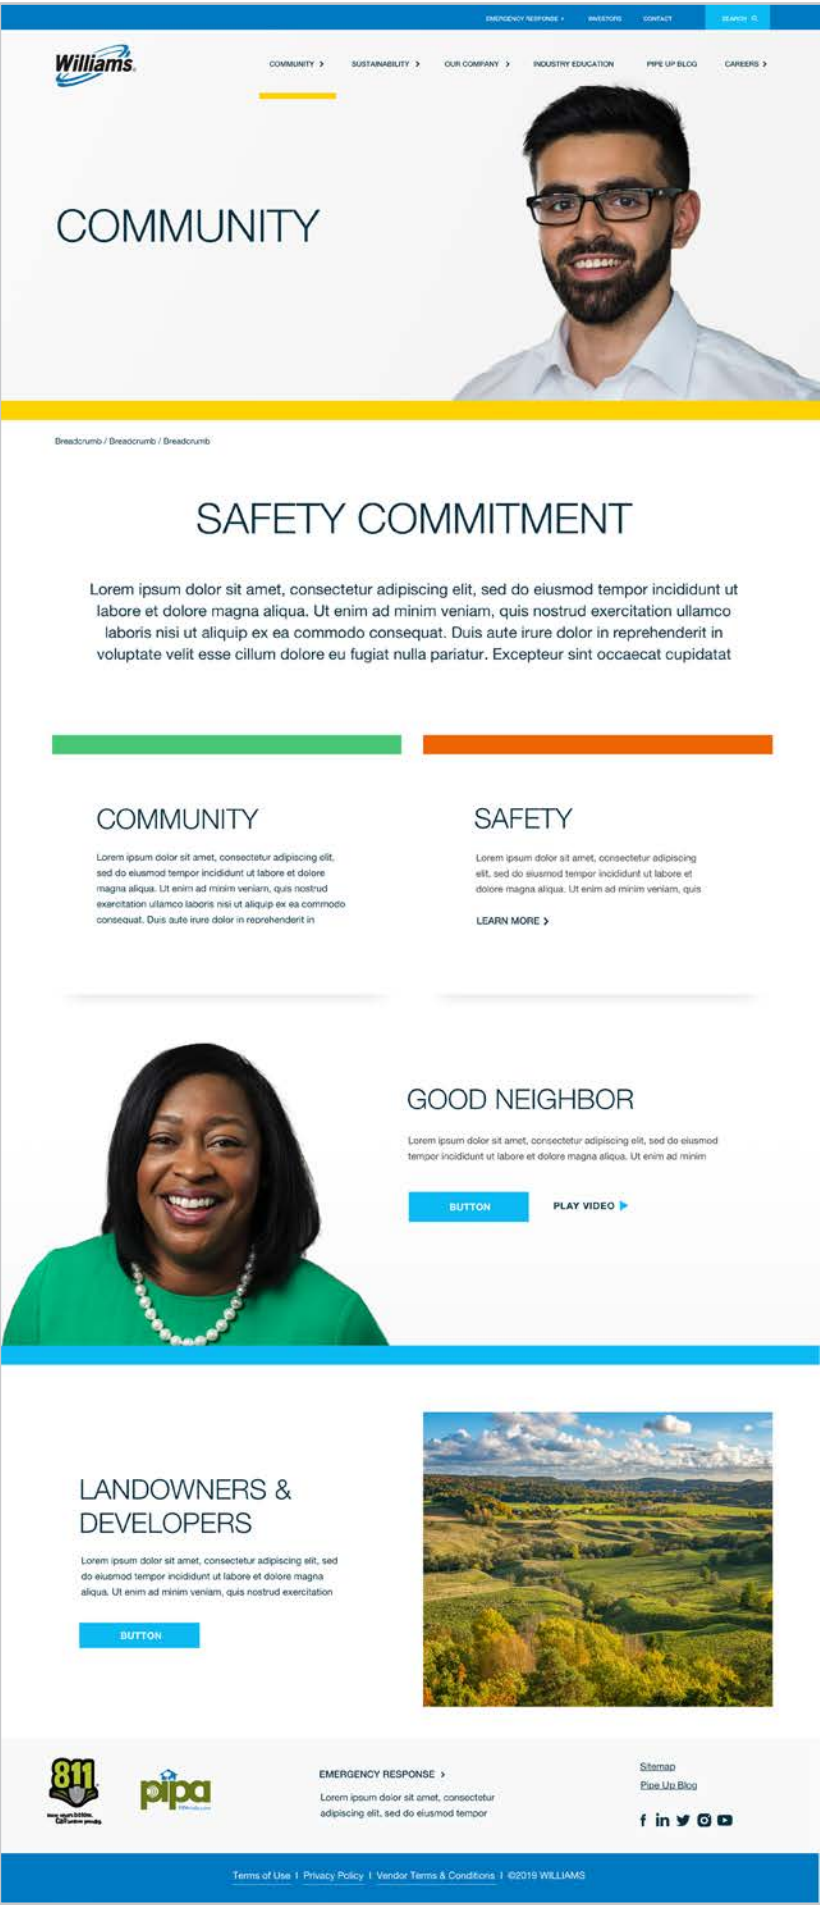 EMERGENCY RESPONSE › INVESTORS CONTACT SEARCH
Williams
COMMUNITY › SUSTAINABILITY › OUR COMPANY › INDUSTRY EDUCATION PIPE UP BLOG CAREERS ›
COMMUNITY
Breadcrumb / Breadcrumb / Breadcrumb
SAFETY COMMITMENT
Lorem ipsum dolor sit amet, consectetur adipiscing elit, sed do eiusmod tempor incididunt ut
labore et dolore magna aliqua. Ut enim ad minim veniam, quis nostrud exercitation ullamco
laboris nisi ut aliquip ex ea commodo consequat. Duis aute irure dolor in reprehenderit in
voluptate velit esse cillum dolore eu fugiat nulla pariatur. Excepteur sint occaecat cupidatat
COMMUNITY
Lorem ipsum dolor sit amet, consectetur adipiscing elit,
sed do eiusmod tempor incididunt ut labore et dolore
magna aliqua. Ut enim ad minim veniam, quis nostrud
exercitation ullamco laboris nisi ut aliquip ex ea commodo
consequat. Duis aute irure dolor in reprehenderit in
SAFETY
Lorem ipsum dolor sit amet, consectetur adipiscing
elit, sed do eiusmod tempor incididunt ut labore et
dolore magna aliqua. Ut enim ad minim veniam, quis
LEARN MORE ›
GOOD NEIGHBOR
Lorem ipsum dolor sit amet, consectetur adipiscing elit, sed do eiusmod
tempor incididunt ut labore et dolore magna aliqua. Ut enim ad minim
BUTTON PLAY VIDEO
LANDOWNERS &
DEVELOPERS
Lorem ipsum dolor sit amet, consectetur adipiscing elit, sed
do eiusmod tempor incididunt ut labore et dolore magna
aliqua. Ut enim ad minim veniam, quis nostrud exercitation
BUTTON
811
Know what's below.
Call before you dig.
pipa
EMERGENCY RESPONSE ›
Lorem ipsum dolor sit amet, consectetur
adipiscing elit, sed do eiusmod tempor
Sitemap
Pipe Up Blog
Terms of Use I Privacy Policy I Vendor Terms & Conditions I ©2019 WILLIAMS